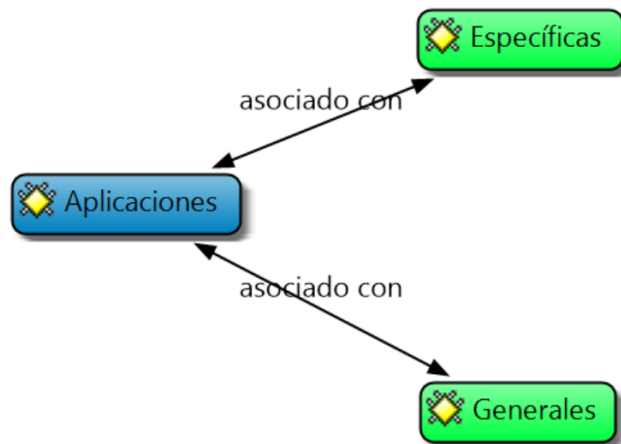 Específicas
asociado con
Aplicaciones
asociado con
Generales